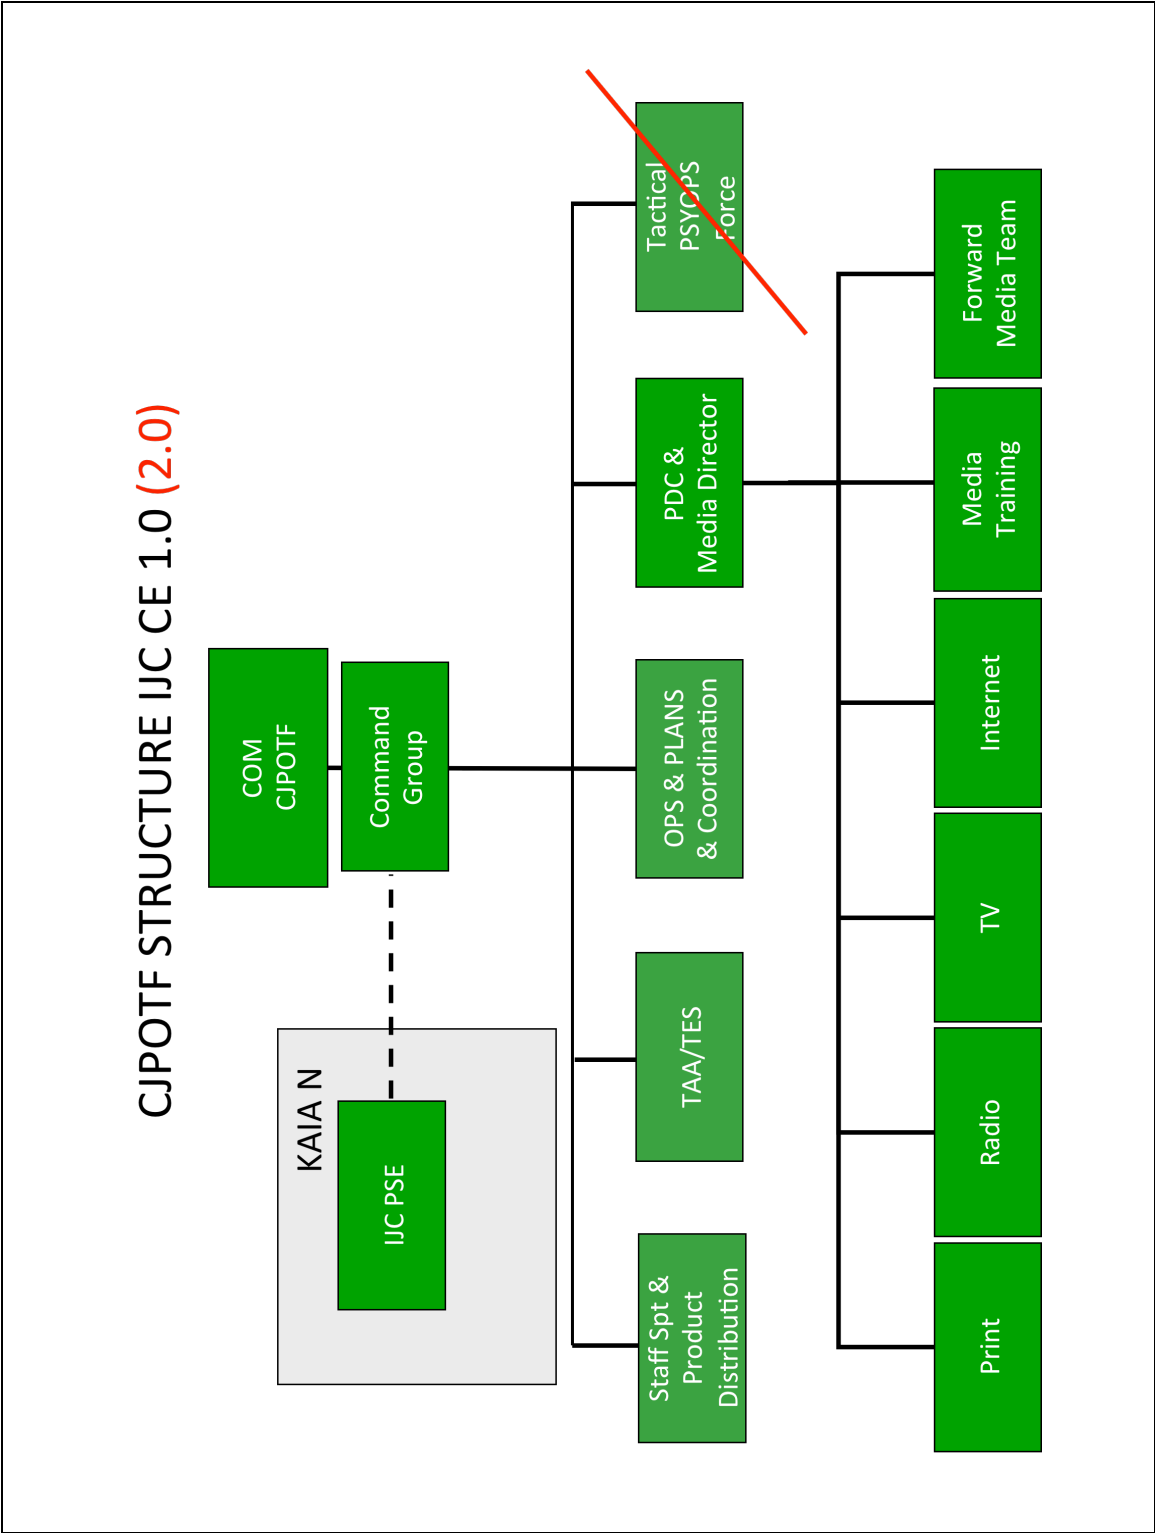 CJPOTF STRUCTURE IJC CE 1.0 (2.0)
COM
CJPOTF
KAIA N
IJC PSE
Command
Group
Staff Spt &
Product
Distribution
TAA/TES
OPS & PLANS
& Coordination
PDC &
Media Director
Tactical
PSYOPS
Force
Print
Radio
TV
Internet
Media
Training
Forward
Media Team